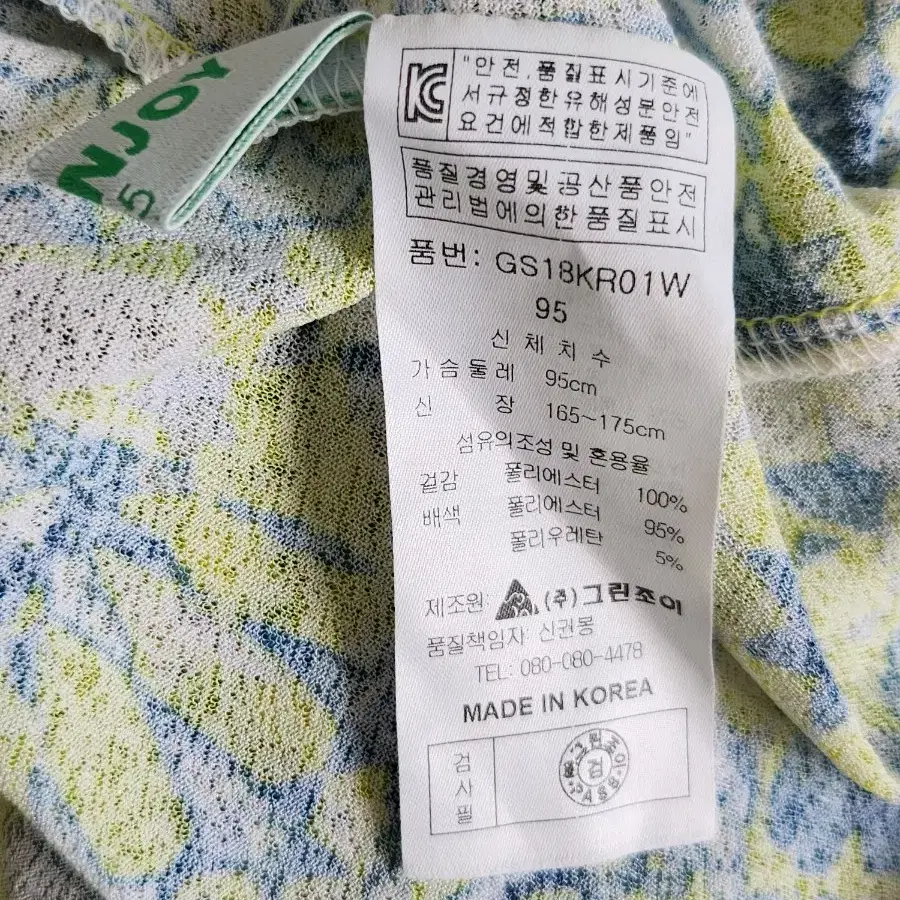 NJOY
5
"안전.품질표시기준에
서규정한유해성분안전
요건에적합한제품임"
품질경영및공산품안전
관리법에의한품질표시
품번: GS18KR01W
95
신체치수
가슴둘레 95cm
신 장 165~175cm
섬유의조성 및 혼용율
겉감 폴리에스터 100%
배색 폴리에스터 95%
폴리우레탄 5%
제조원: (주)그린조이
품질책임자: 신권봉
TEL: 080-080-4478
MADE IN KOREA
검사필
그린조이
검
PASS